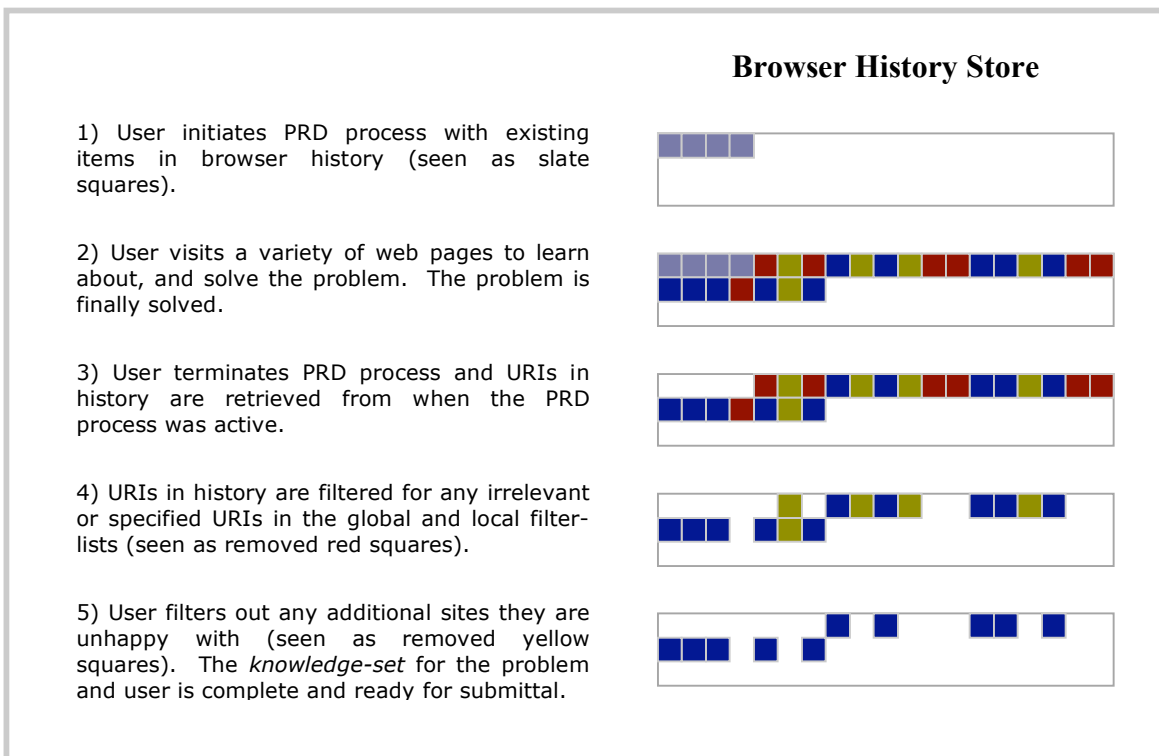 Browser History Store
1) User initiates PRD process with existing
items in browser history (seen as slate
squares).
2) User visits a variety of web pages to learn
about, and solve the problem. The problem is
finally solved.
3) User terminates PRD process and URIs in
history are retrieved from when the PRD
process was active.
4) URIs in history are filtered for any irrelevant
or specified URIs in the global and local filter-
lists (seen as removed red squares).
5) User filters out any additional sites they are
unhappy with (seen as removed yellow
squares). The knowledge-set for the problem
and user is complete and ready for submittal.